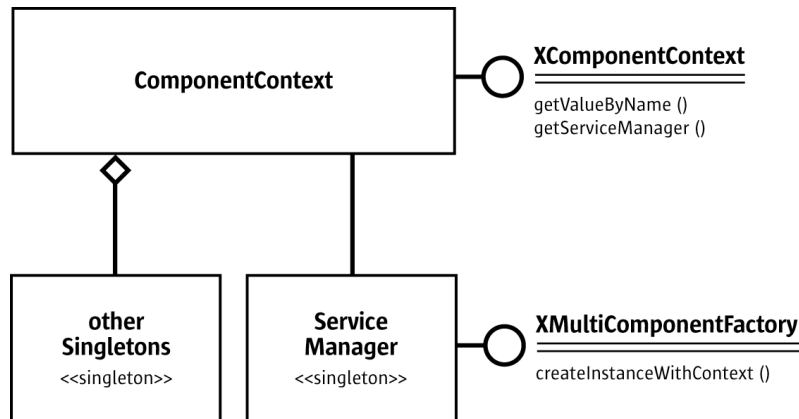 ComponentContext
XComponentContext
getValueByName ()
getServiceManager ()
other
Singletons
<<singleton>>
Service
Manager
<<singleton>>
XMultiComponentFactory
createInstanceWithContext ()